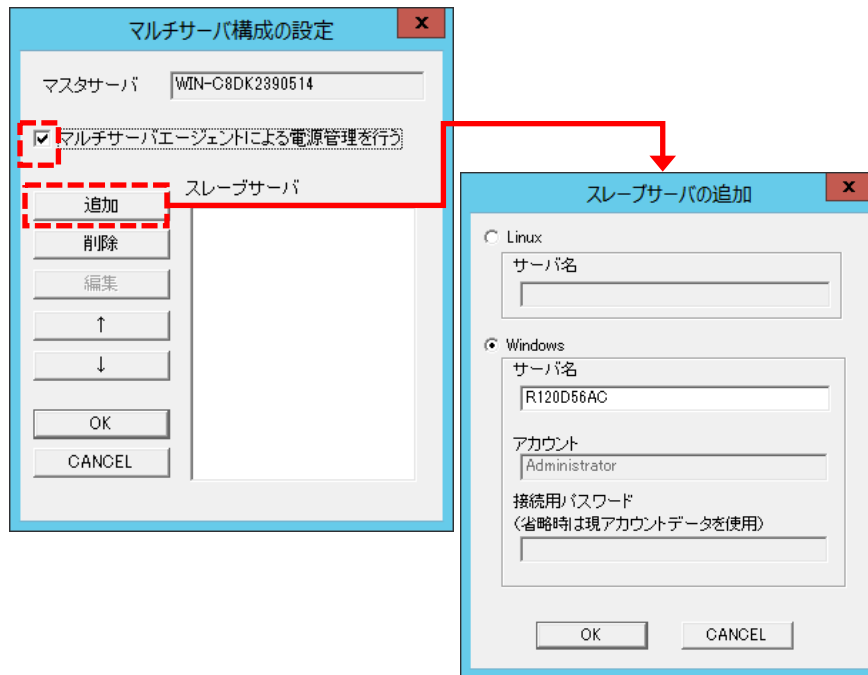 マルチサーバ構成の設定
x
マスタサーバ
WIN-C8DK2390514
マルチサーバエージェントによる電源管理を行う
追加
スレーブサーバ
削除
編集
↑
↓
OK
CANCEL
スレーブサーバの追加
x
Linux
サーバ名
Windows
サーバ名
R120D56AC
アカウント
Administrator
接続用パスワード
(省略時は現アカウントデータを使用)
OK
CANCEL